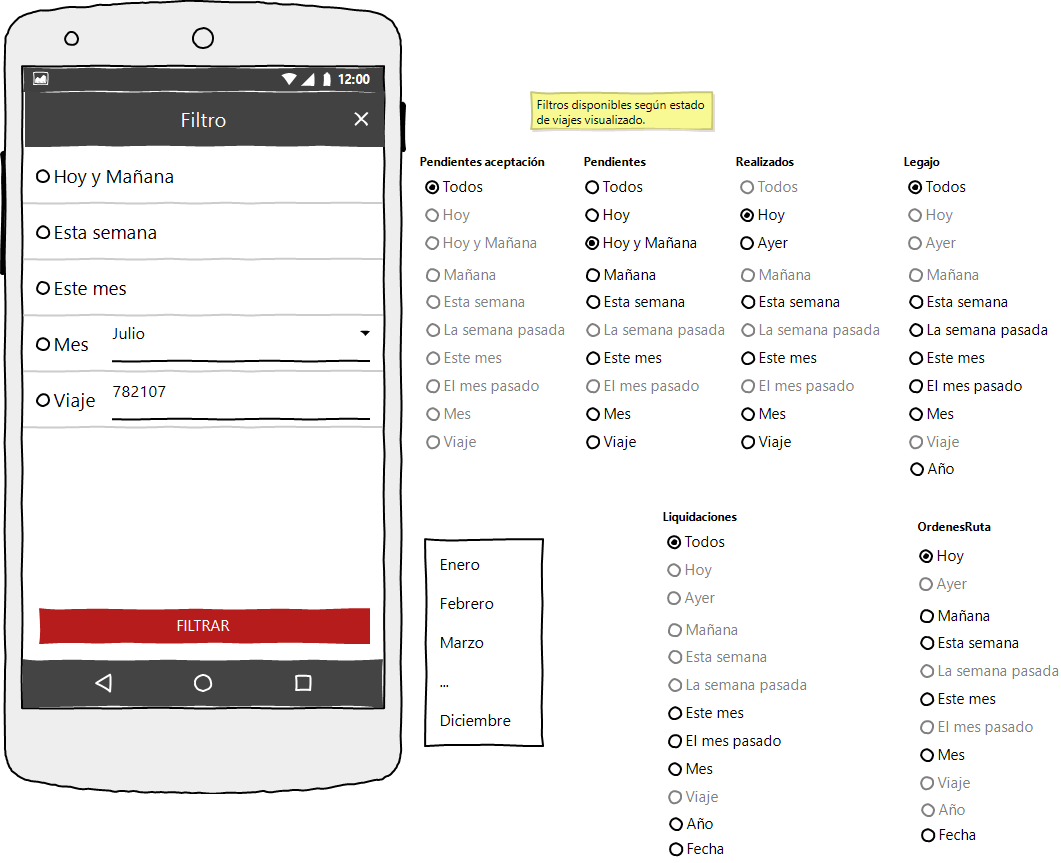 12:00
Filtro
Hoy y Mañana
Esta semana
Este mes
Mes
Julio
Viaje
782107
FILTRAR
Filtros disponibles según estado
de viajes visualizado.
Pendientes aceptación
Todos
Hoy
Hoy y Mañana
Mañana
Esta semana
La semana pasada
Este mes
El mes pasado
Mes
Viaje
Pendientes
Todos
Hoy
Hoy y Mañana
Mañana
Esta semana
La semana pasada
Este mes
El mes pasado
Mes
Viaje
Realizados
Todos
Hoy
Ayer
Mañana
Esta semana
La semana pasada
Este mes
El mes pasado
Mes
Viaje
Legajo
Todos
Hoy
Ayer
Mañana
Esta semana
La semana pasada
Este mes
El mes pasado
Mes
Viaje
Año
Enero
Febrero
Marzo
...
Diciembre
Liquidaciones
Todos
Hoy
Ayer
Mañana
Esta semana
La semana pasada
Este mes
El mes pasado
Mes
Viaje
Año
Fecha
OrdenesRuta
Hoy
Ayer
Mañana
Esta semana
La semana pasada
Este mes
El mes pasado
Mes
Viaje
Año
Fecha